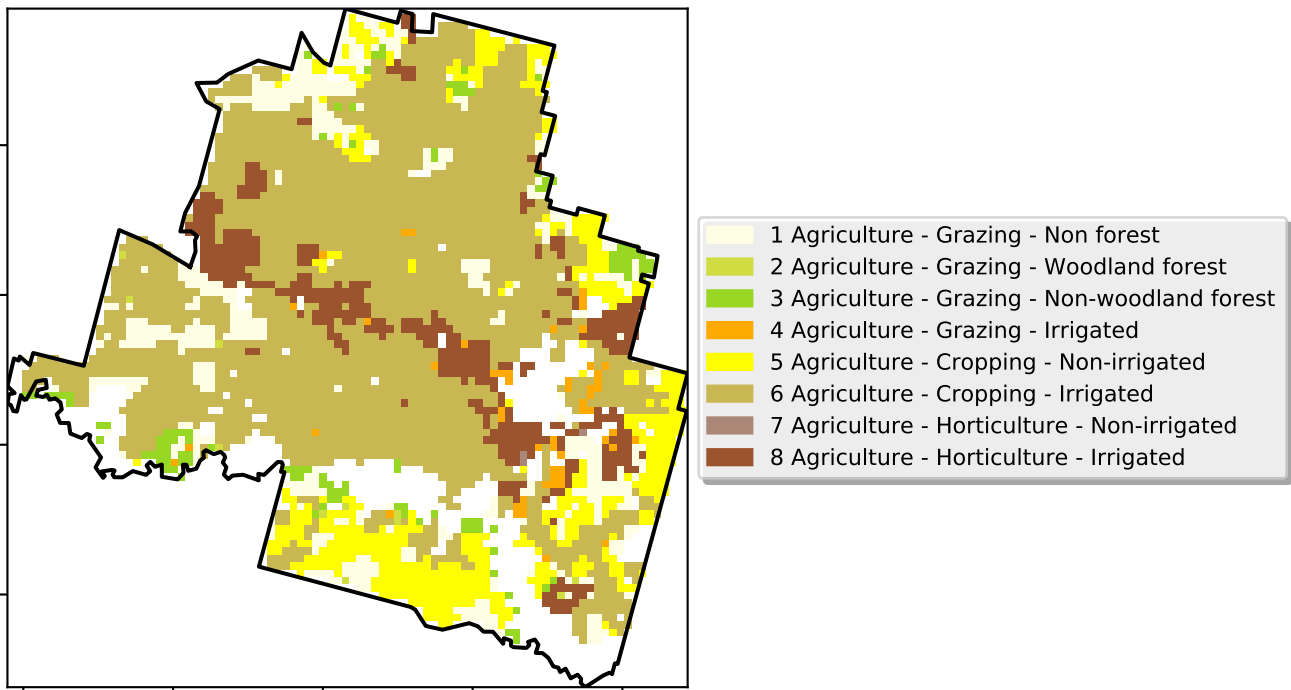 1 Agriculture - Grazing - Non forest
2 Agriculture - Grazing - Woodland forest
3 Agriculture - Grazing - Non-woodland forest
4 Agriculture - Grazing - Irrigated
5 Agriculture - Cropping - Non-irrigated
6 Agriculture - Cropping - Irrigated
7 Agriculture - Horticulture - Non-irrigated
8 Agriculture - Horticulture - Irrigated